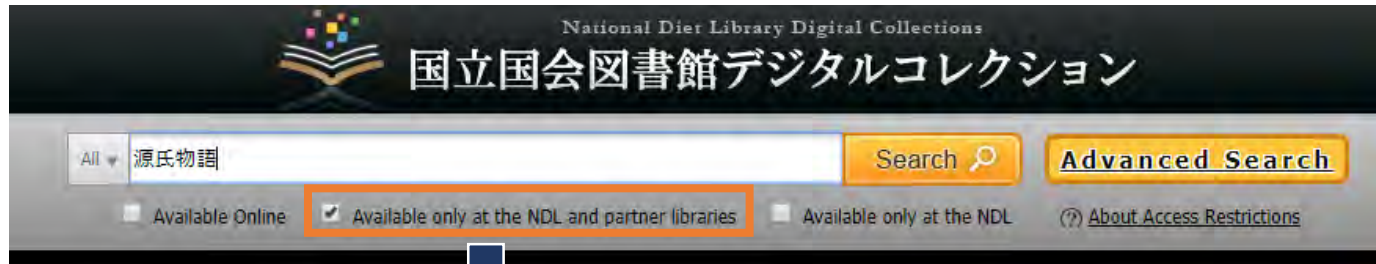 National Diet Library Digital Collections
国立国会図書館デジタルコレクション
All 源氏物語 Search Advanced Search
Available Online Available only at the NDL and partner libraries Available only at the NDL (?) About Access Restrictions